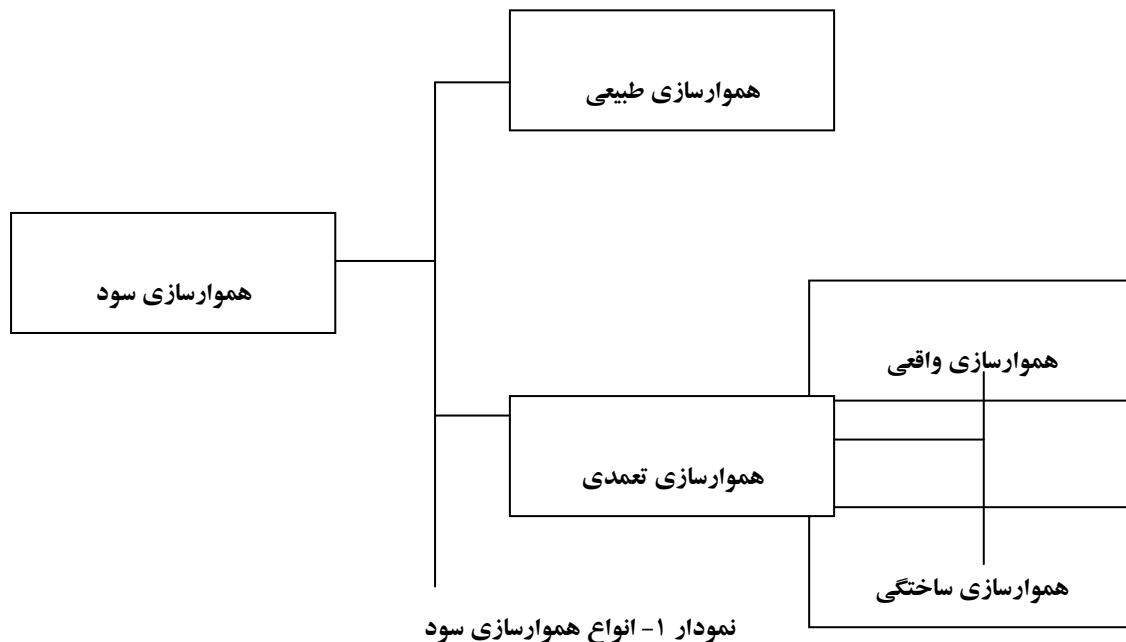 هموارسازی طبیعی
هموارسازی سود
هموارسازی واقعی
هموارسازی تعمدی
هموارسازی ساختگی
نمودار ۱- انواع هموارسازی سود